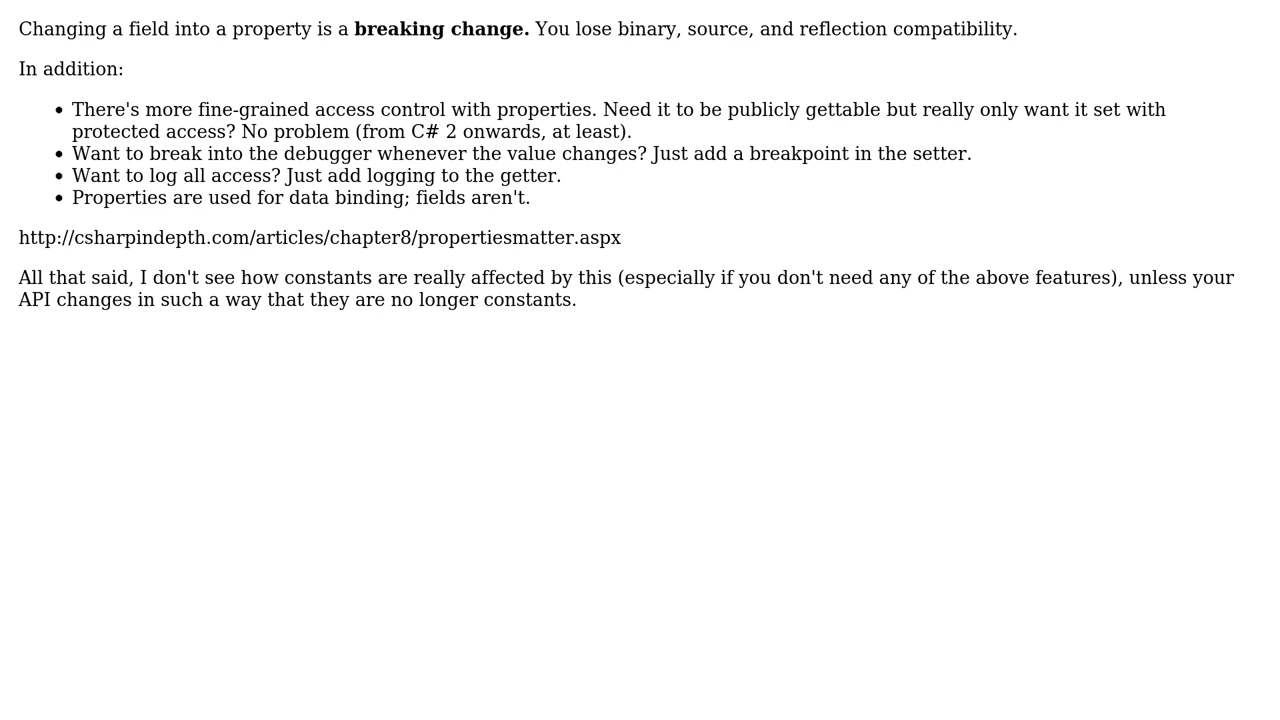 Changing a field into a property is a breaking change. You lose binary, source, and reflection compatibility.
In addition:
• There's more fine-grained access control with properties. Need it to be publicly gettable but really only want it set with
protected access? No problem (from C# 2 onwards, at least).
• Want to break into the debugger whenever the value changes? Just add a breakpoint in the setter.
• Want to log all access? Just add logging to the getter.
• Properties are used for data binding; fields aren't.
http://csharpindepth.com/articles/chapter8/propertiesmatter.aspx
All that said, I don't see how constants are really affected by this (especially if you don't need any of the above features), unless your
API changes in such a way that they are no longer constants.